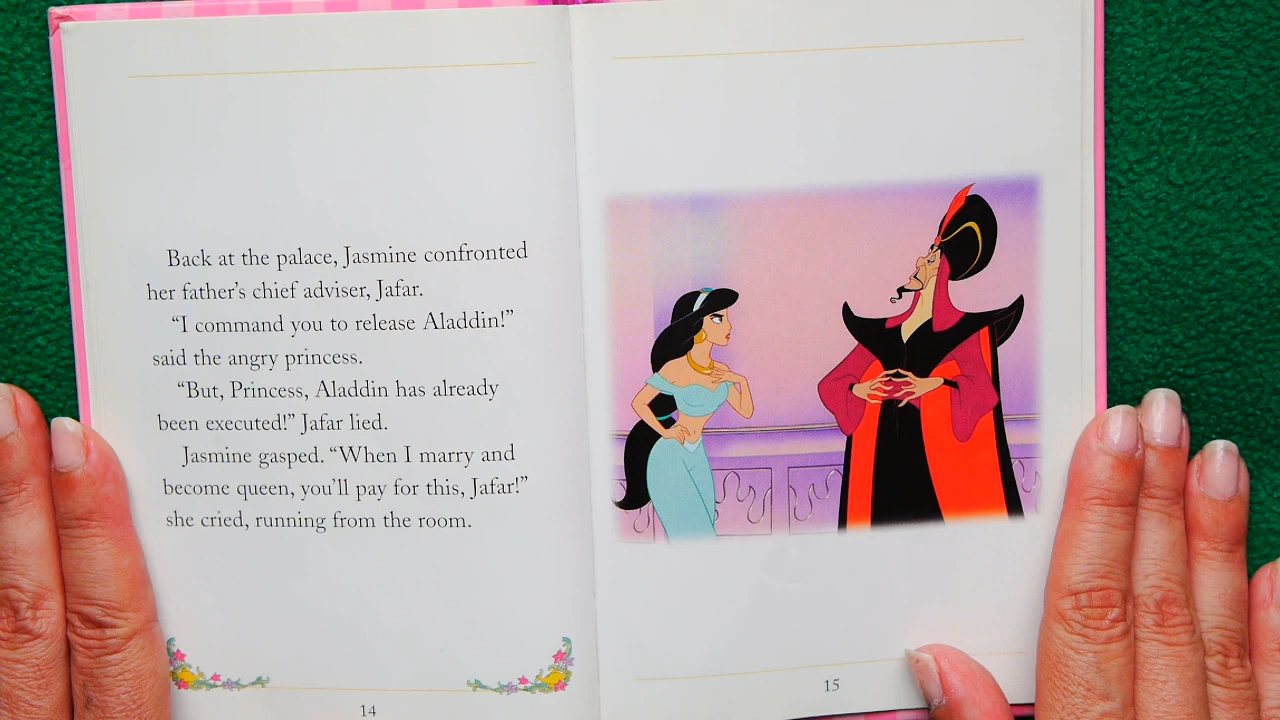 Back at the palace, Jasmine confronted
her father's chief adviser, Jafar.
“I command you to release Aladdin!”
said the angry princess.
“But, Princess, Aladdin has already
been executed!” Jafar lied.
Jasmine gasped. “When I marry and
become queen, you'll pay for this, Jafar!”
she cried, running from the room.
14
15